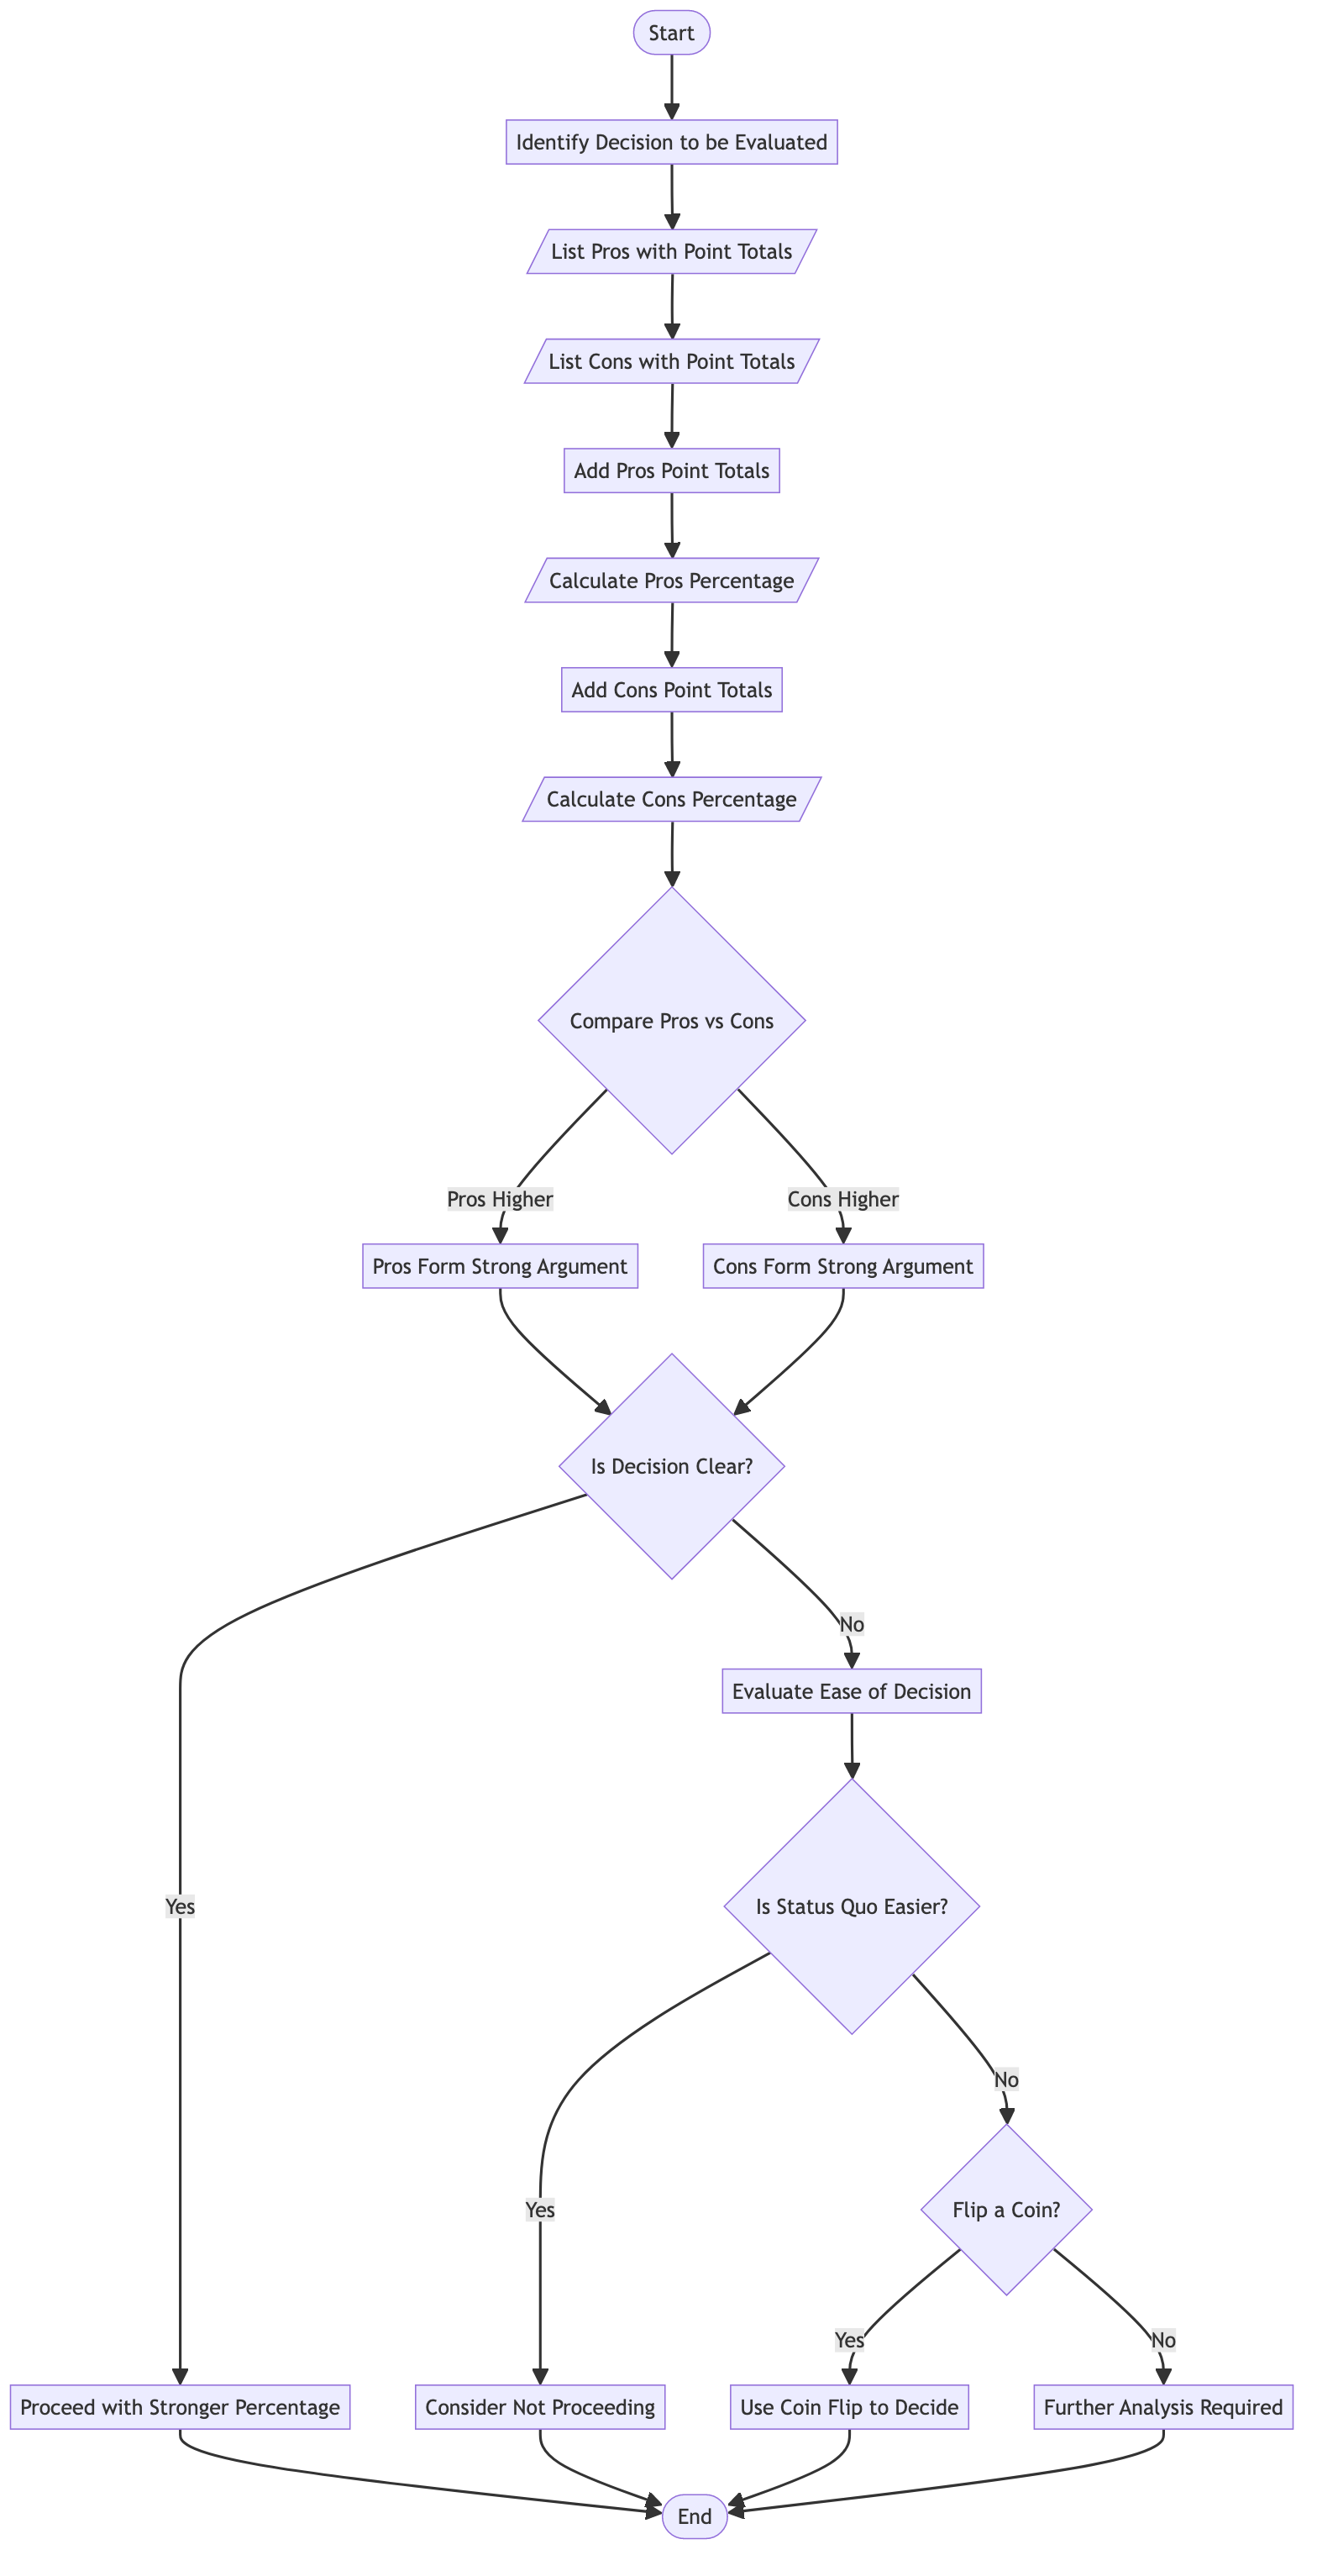 Start
Identify Decision to be Evaluated
List Pros with Point Totals
List Cons with Point Totals
Add Pros Point Totals
Calculate Pros Percentage
Add Cons Point Totals
Calculate Cons Percentage
Compare Pros vs Cons
Pros Higher
Cons Higher
Pros Form Strong Argument
Cons Form Strong Argument
Is Decision Clear?
No
Evaluate Ease of Decision
Yes
Is Status Quo Easier?
No
Yes
Flip a Coin?
Yes
No
Proceed with Stronger Percentage
Consider Not Proceeding
Use Coin Flip to Decide
Further Analysis Required
End